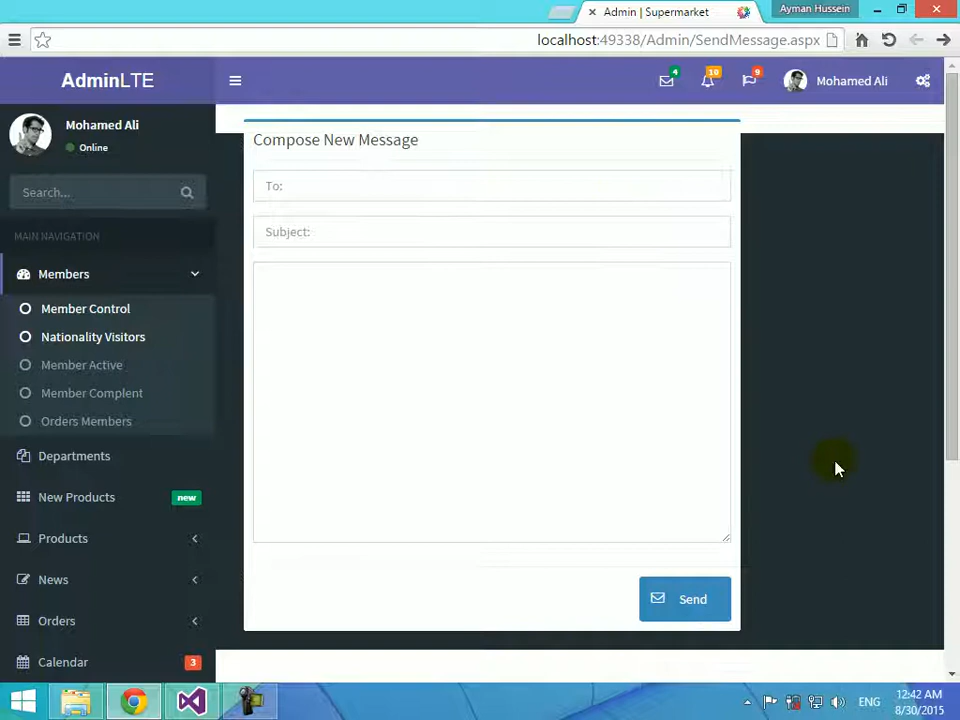 Admin | Supermarket
Ayman Hussein
localhost:49338/Admin/SendMessage.aspx
AdminLTE
4
10
9
Mohamed Ali
Mohamed Ali
Online
Search...
MAIN NAVIGATION
Members
Member Control
Nationality Visitors
Member Active
Member Complent
Orders Members
Departments
New Products
new
Products
News
Orders
Calendar
3
Compose New Message
To:
Subject:
Send
ENG
12:42 AM
8/30/2015